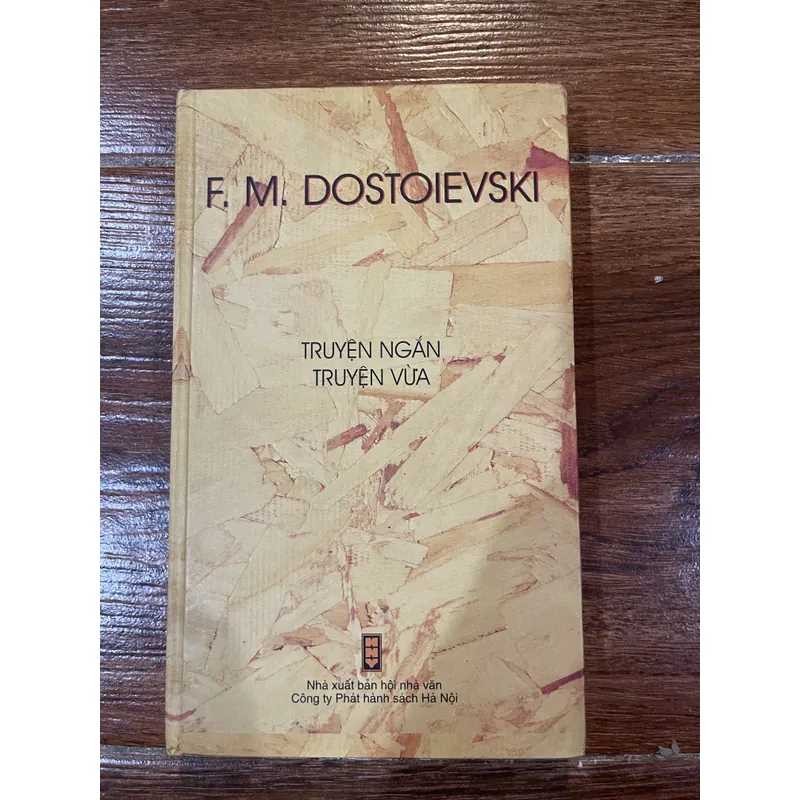 F. M. DOSTOIEVSKI
TRUYỆN NGẮN
TRUYỆN VỪA
Nhà xuất bản hội nhà văn
Công ty Phát hành sách Hà Nội